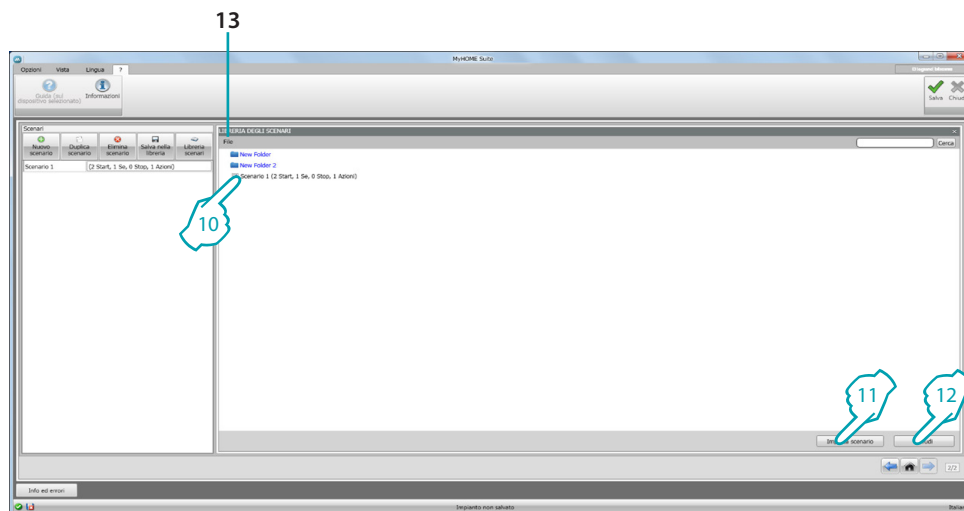 13
MyHOME Suite
Opzioni Vista Lingua ?
Guida (sul dispositivo selezionato)
Informazioni
Salva
Chiudi
Scenari
Nuovo scenario
Duplica scenario
Elimina scenario
Salva nella libreria
Libreria scenari
Scenario 1 (2 Start, 1 Se, 0 Stop, 1 Azioni)
LIBRERIA DEGLI SCENARI
File
Cerca
New Folder
New Folder 2
Scenario 1 (2 Start, 1 Se, 0 Stop, 1 Azioni)
10
11
12
scenario
2/2
Info ed errori
Impianto non salvato